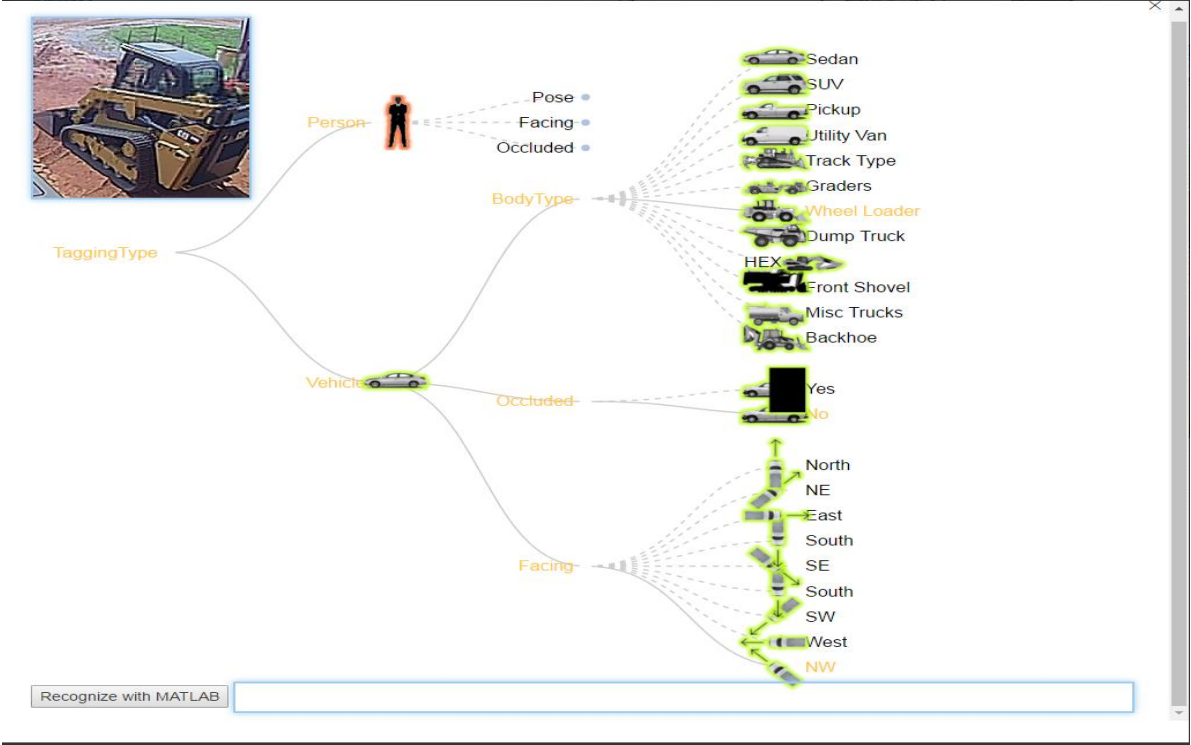 Person
Pose
Facing
Occluded
TaggingType
BodyType
Sedan
SUV
Pickup
Utility Van
Track Type
Graders
Wheel Loader
Dump Truck
HEX
Front Shovel
Misc Trucks
Backhoe
Vehicle
Occluded
Yes
No
Facing
North
NE
East
South
SE
South
SW
West
NW
Recognize with MATLAB